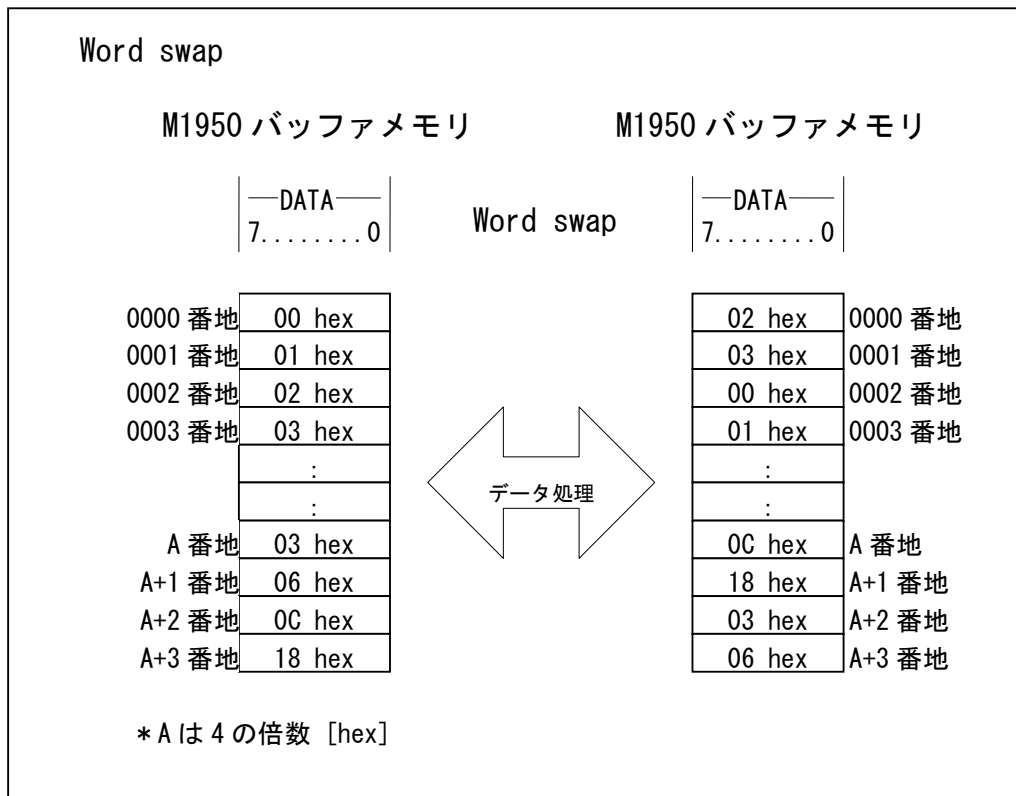 Word swap
M1950 バッファメモリ M1950 バッファメモリ
DATA DATA
7........0 Word swap 7........0
0000 番地 00 hex 02 hex 0000 番地
0001 番地 01 hex 03 hex 0001 番地
0002 番地 02 hex 00 hex 0002 番地
0003 番地 03 hex 01 hex 0003 番地
: :
データ処理
: :
A 番地 03 hex 0C hex A 番地
A+1 番地 06 hex 18 hex A+1 番地
A+2 番地 0C hex 03 hex A+2 番地
A+3 番地 18 hex 06 hex A+3 番地
*Aは4の倍数 [hex]